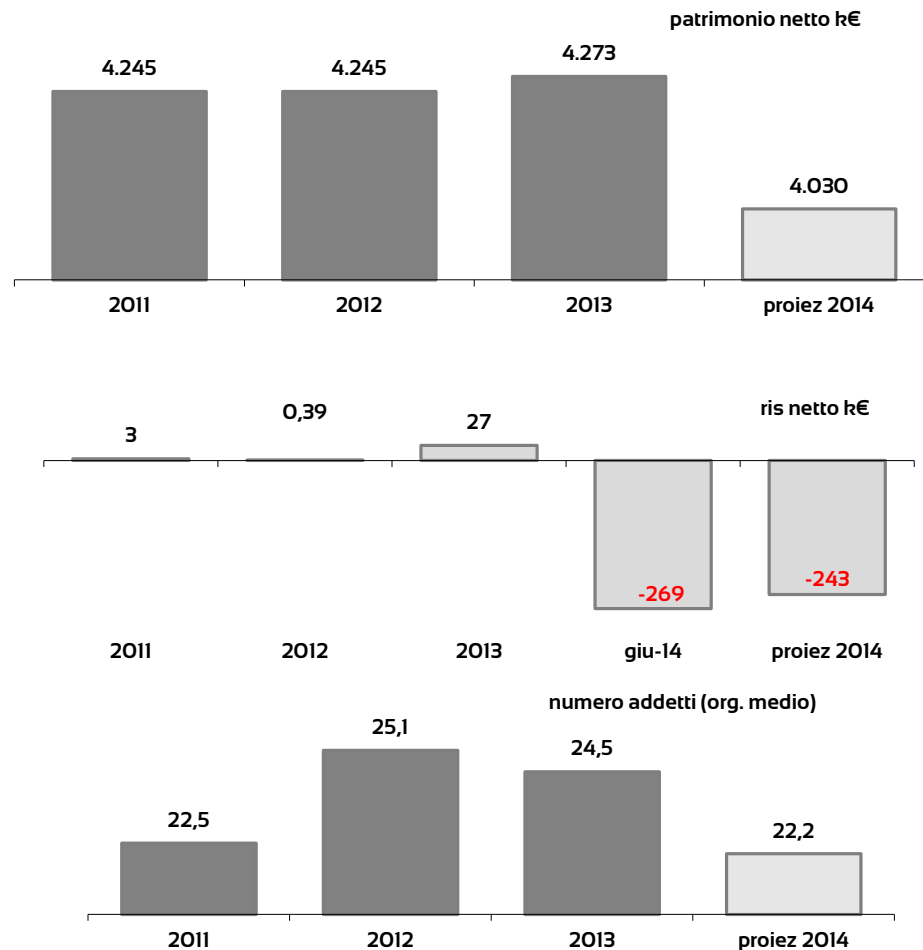 patrimonio netto k€
4.245 4.245 4.273 4.030
2011 2012 2013 proiez 2014
ris netto k€
3 0,39 27 -269 -243
2011 2012 2013 giu-14 proiez 2014
numero addetti (org. medio)
22,5 25,1 24,5 22,2
2011 2012 2013 proiez 2014